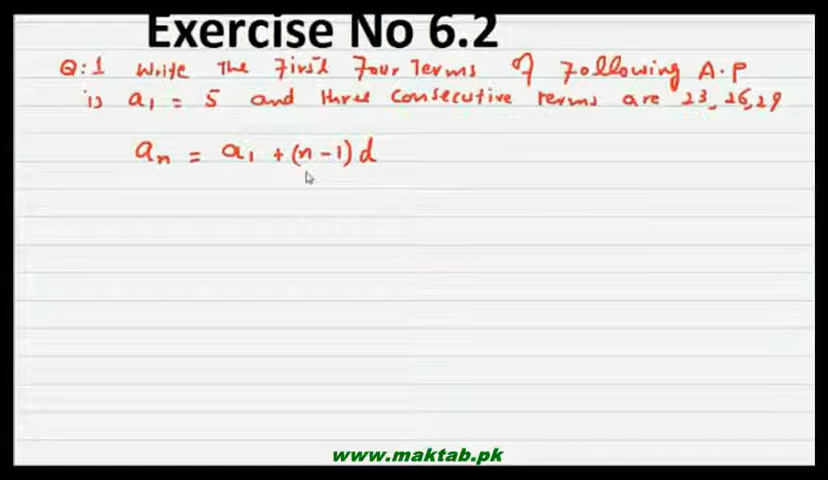 Exercise No 6.2
Q:1 Write The First Four Terms of Following A.P
is a₁ = 5 and three consecutive terms are 23, 26, 29
aₙ = a₁ + (n - 1) d
www.maktab.pk